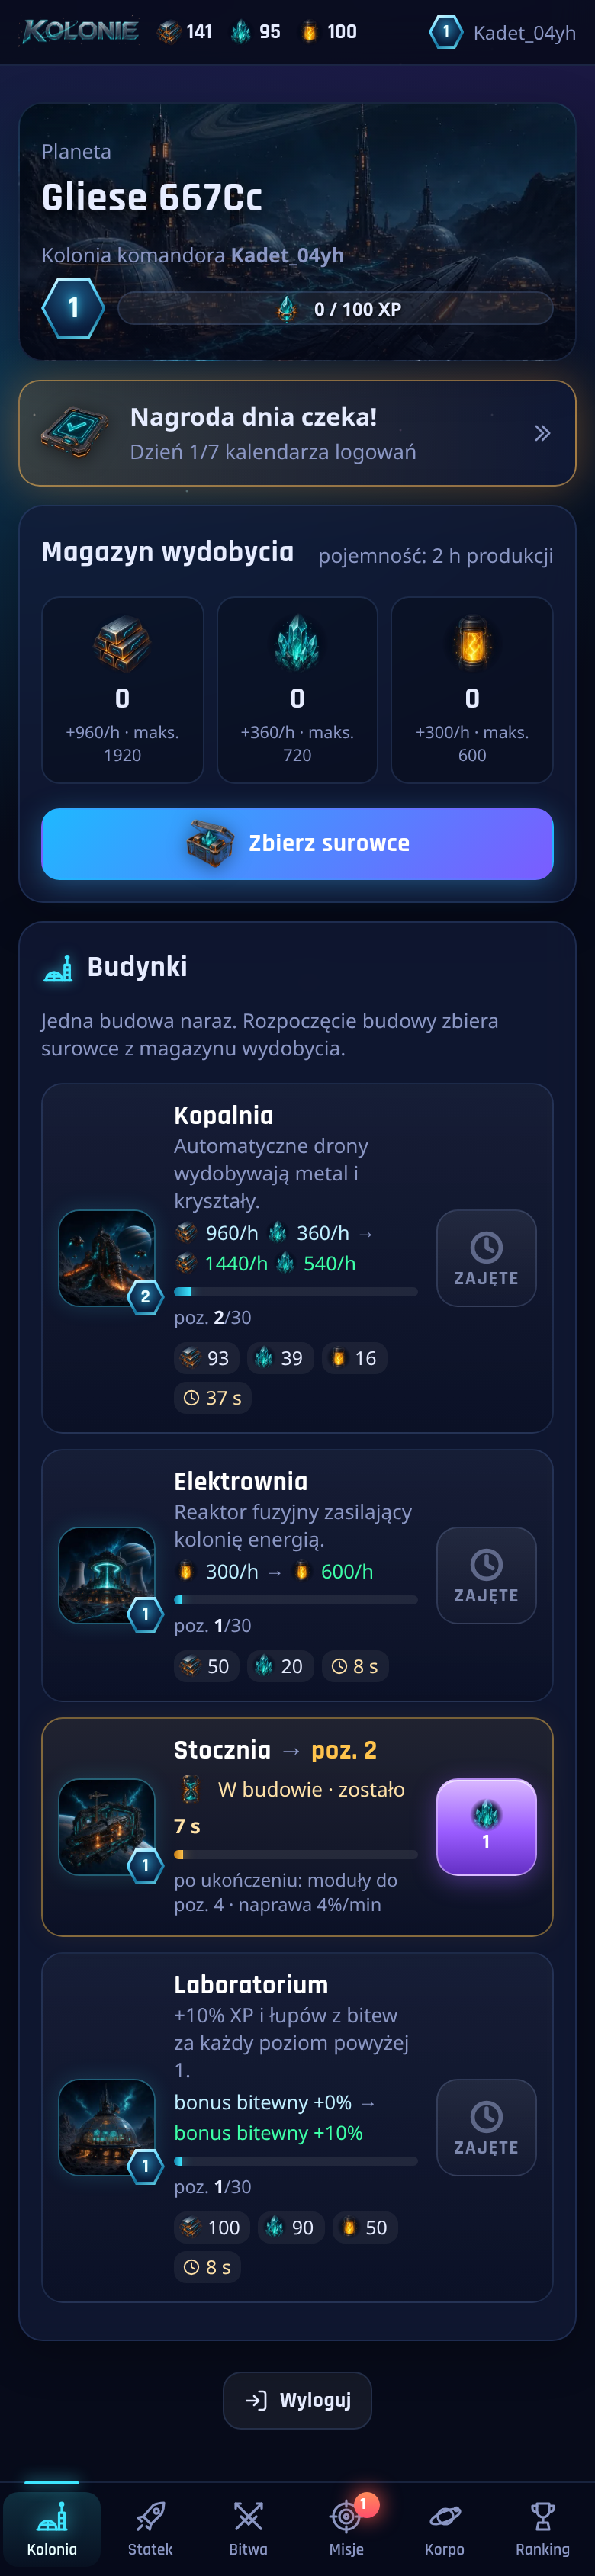 KOLONIE 141 95 100 1 Kadet_04yh
Planeta
Gliese 667Cc
Kolonia komandora Kadet_04yh
1 0 / 100 XP
Nagroda dnia czeka!
Dzień 1/7 kalendarza logowań
Magazyn wydobycia pojemność: 2 h produkcji
0 0 0
+960/h · maks. +360/h · maks. +300/h · maks.
1920 720 600
Zbierz surowce
Budynki
Jedna budowa naraz. Rozpoczęcie budowy zbiera
surowce z magazynu wydobycia.
Kopalnia
Automatyczne drony
wydobywają metal i
kryształy.
960/h 360/h →
1440/h 540/h
2
poz. 2/30
93 39 16
37 s
ZAJĘTE
Elektrownia
Reaktor fuzyjny zasilający
kolonię energią.
300/h → 600/h
1
poz. 1/30
50 20 8 s
ZAJĘTE
Stocznia → poz. 2
W budowie · zostało
7 s
1
po ukończeniu: moduły do
poz. 4 · naprawa 4%/min
1
Laboratorium
+10% XP i łupów z bitew
za każdy poziom powyżej
1.
bonus bitewny +0% →
bonus bitewny +10%
1
poz. 1/30
100 90 50
8 s
ZAJĘTE
Wyloguj
1
Kolonia Statek Bitwa Misje Korpo Ranking